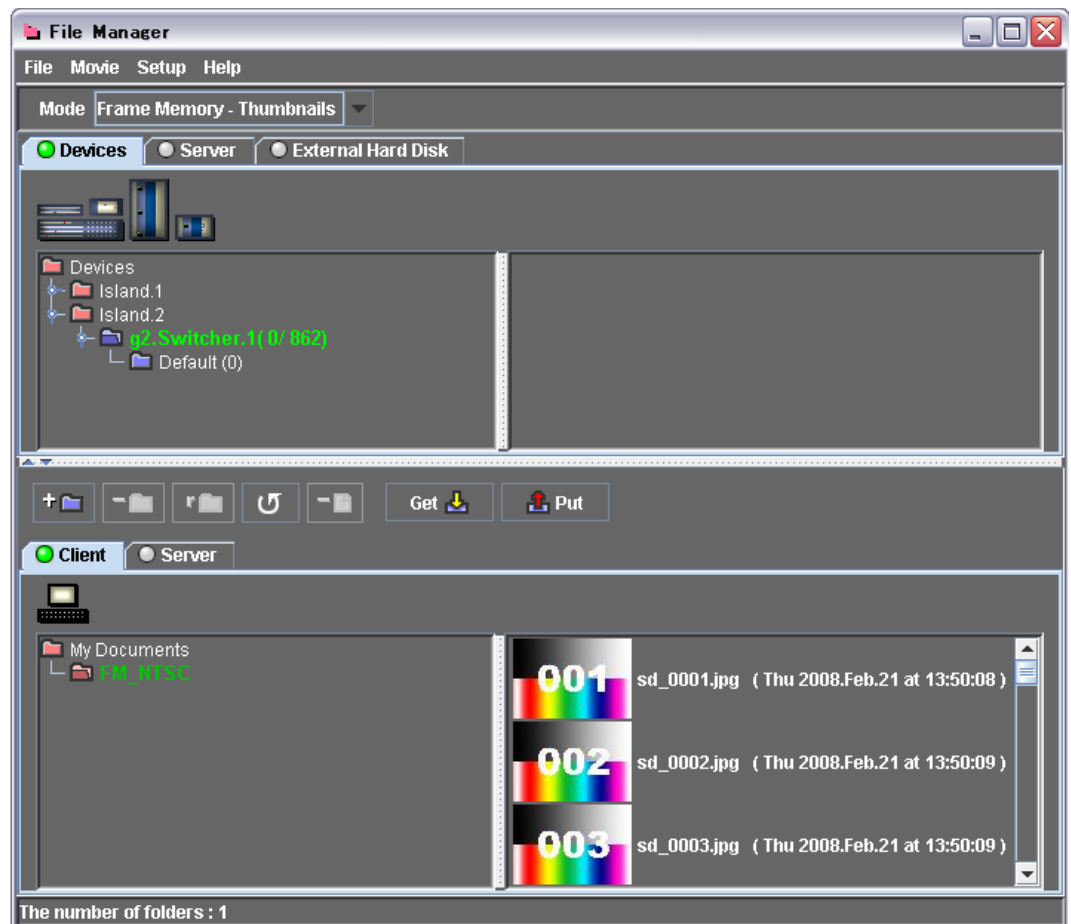 File Manager
File Movie Setup Help
Mode Frame Memory - Thumbnails
Devices Server External Hard Disk
Devices
Island.1
Island.2
g2.Switcher.1( 0/ 862)
Default (0)
+ - r - Get Put
Client Server
My Documents
FM_NTSC
001 sd_0001.jpg ( Thu 2008.Feb.21 at 13:50:08 )
002 sd_0002.jpg ( Thu 2008.Feb.21 at 13:50:09 )
003 sd_0003.jpg ( Thu 2008.Feb.21 at 13:50:09 )
The number of folders : 1